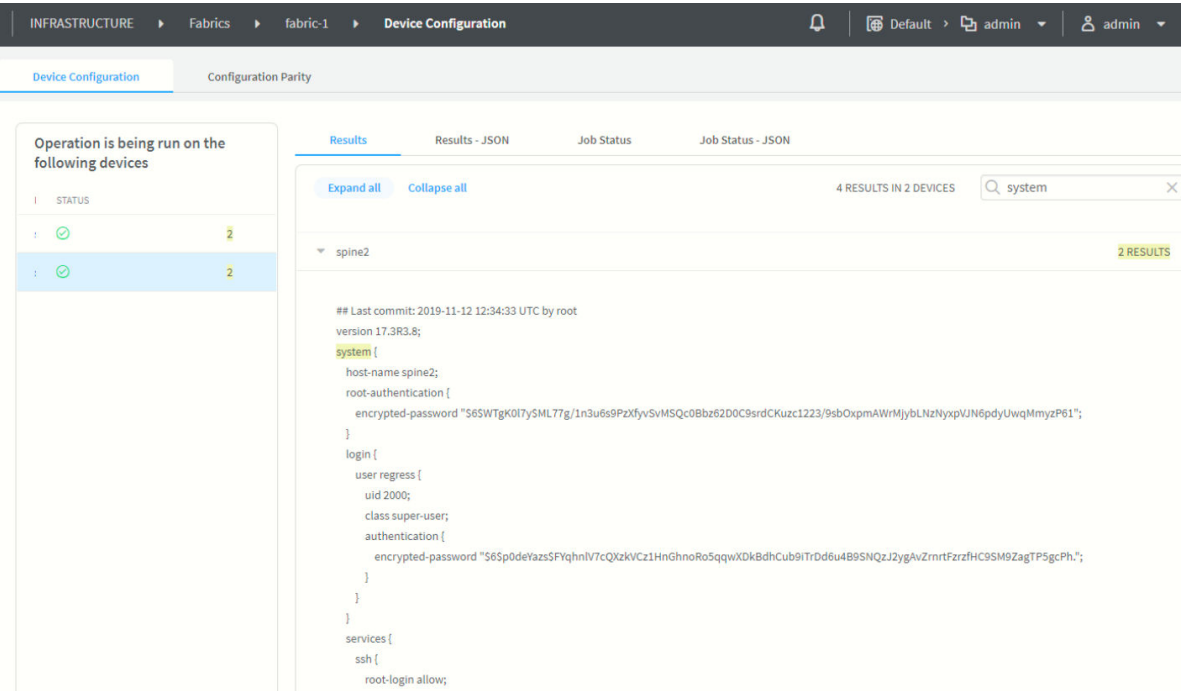 INFRASTRUCTURE ▸ Fabrics ▸ fabric-1 ▸ Device Configuration Default > admin admin
Device Configuration Configuration Parity
Operation is being run on the following devices
STATUS
2
2
Results Results - JSON Job Status Job Status - JSON
Expand all Collapse all 4 RESULTS IN 2 DEVICES system
spine2 2 RESULTS
## Last commit: 2019-11-12 12:34:33 UTC by root
version 17.3R3.8;
system {
host-name spine2;
root-authentication {
encrypted-password "$6$WTgK0l7y$ML77g/1n3u6s9PzXfyvSvMSQc0Bbz62D0C9srdCKuzc1223/9sbOxpmAWrMjybLNzNyxpVJN6pdyUwqMmyzP61";
}
login {
user regress {
uid 2000;
class super-user;
authentication {
encrypted-password "$6$p0deYazs$FYqhnlV7cQXzkVCz1HnGhnoRo5qqwXDkBdhCub9iTrDd6u4B9SNQzJ2ygAvZrnrtFzrzfHC9SM9ZagTP5gcPh.";
}
}
}
services {
ssh {
root-login allow;